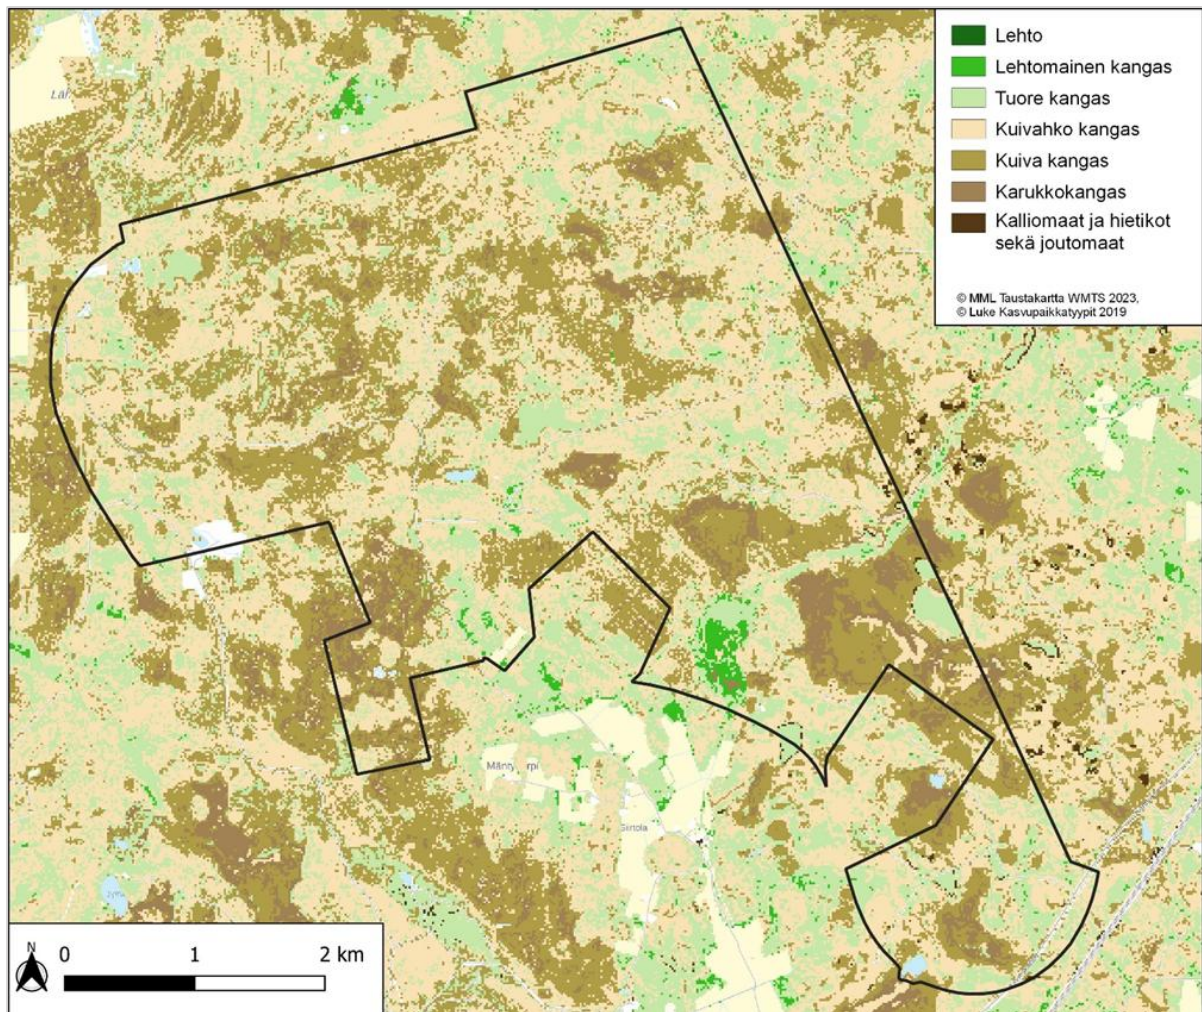 Lehto
Lehtomainen kangas
Tuore kangas
Kuivahko kangas
Kuiva kangas
Karukkokangas
Kalliomaat ja hietikot
sekä joutomaat
© MML Taustakartta WMTS 2023,
© Luke Kasvupaikkatyypit 2019
Siirtola
N
0 1 2 km